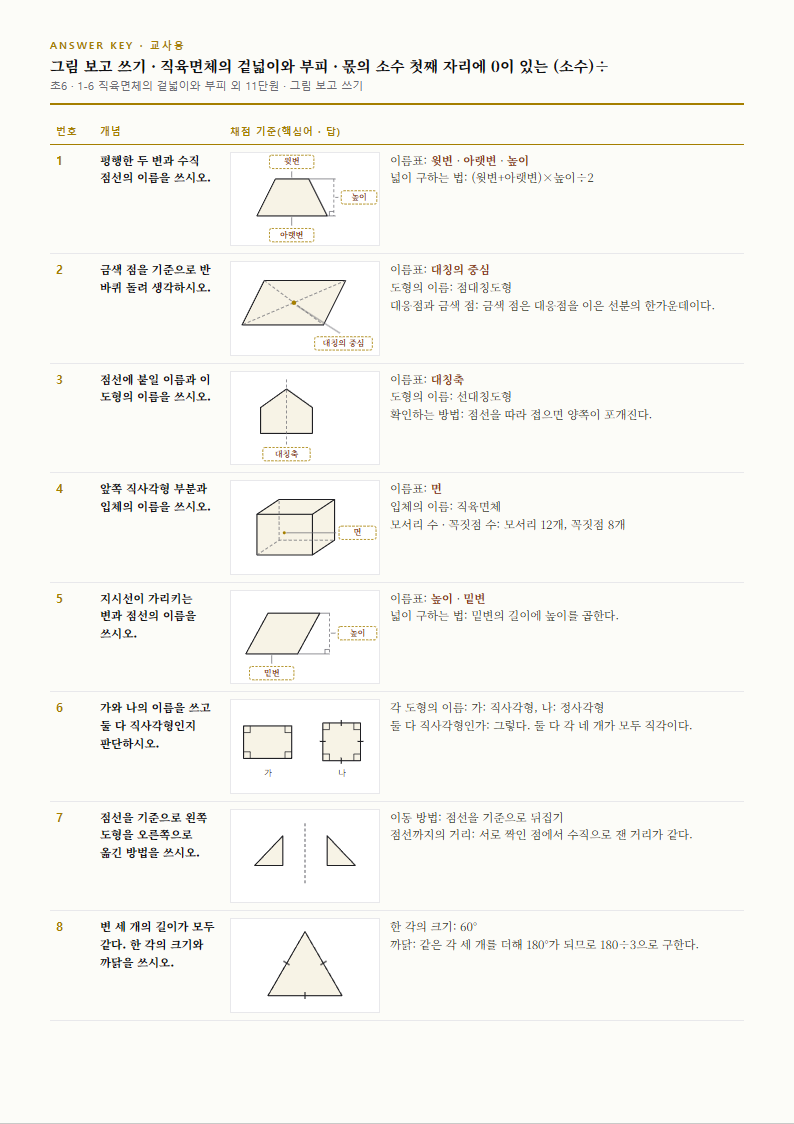 ANSWER KEY · 교사용
그림 보고 쓰기 · 직육면체의 겉넓이와 부피 · 몫의 소수 첫째 자리에 0이 있는 (소수)÷
초6 · 1-6 직육면체의 겉넓이와 부피 외 11단원 · 그림 보고 쓰기
번호 개념 채점 기준(핵심어 · 답)
1
평행한 두 변과 수직
점선의 이름을 쓰시오.
윗변
높이
아랫변
이름표: 윗변 · 아랫변 · 높이
넓이 구하는 법: (윗변+아랫변)×높이÷2
2
금색 점을 기준으로 반
바퀴 돌려 생각하시오.
대칭의 중심
이름표: 대칭의 중심
도형의 이름: 점대칭도형
대응점과 금색 점: 금색 점은 대응점을 이은 선분의 한가운데이다.
3
점선에 붙일 이름과 이
도형의 이름을 쓰시오.
대칭축
이름표: 대칭축
도형의 이름: 선대칭도형
확인하는 방법: 점선을 따라 접으면 양쪽이 포개진다.
4
앞쪽 직사각형 부분과
입체의 이름을 쓰시오.
면
이름표: 면
입체의 이름: 직육면체
모서리 수 · 꼭짓점 수: 모서리 12개, 꼭짓점 8개
5
지시선이 가리키는
변과 점선의 이름을
쓰시오.
높이
밑변
이름표: 높이 · 밑변
넓이 구하는 법: 밑변의 길이에 높이를 곱한다.
6
가와 나의 이름을 쓰고
둘 다 직사각형인지
판단하시오.
가 나
각 도형의 이름: 가: 직사각형, 나: 정사각형
둘 다 직사각형인가: 그렇다. 둘 다 각 네 개가 모두 직각이다.
7
점선을 기준으로 왼쪽
도형을 오른쪽으로
옮긴 방법을 쓰시오.
이동 방법: 점선을 기준으로 뒤집기
점선까지의 거리: 서로 짝인 점에서 수직으로 잰 거리가 같다.
8
변 세 개의 길이가 모두
같다. 한 각의 크기와
까닭을 쓰시오.
한 각의 크기: 60°
까닭: 같은 각 세 개를 더해 180°가 되므로 180÷3으로 구한다.